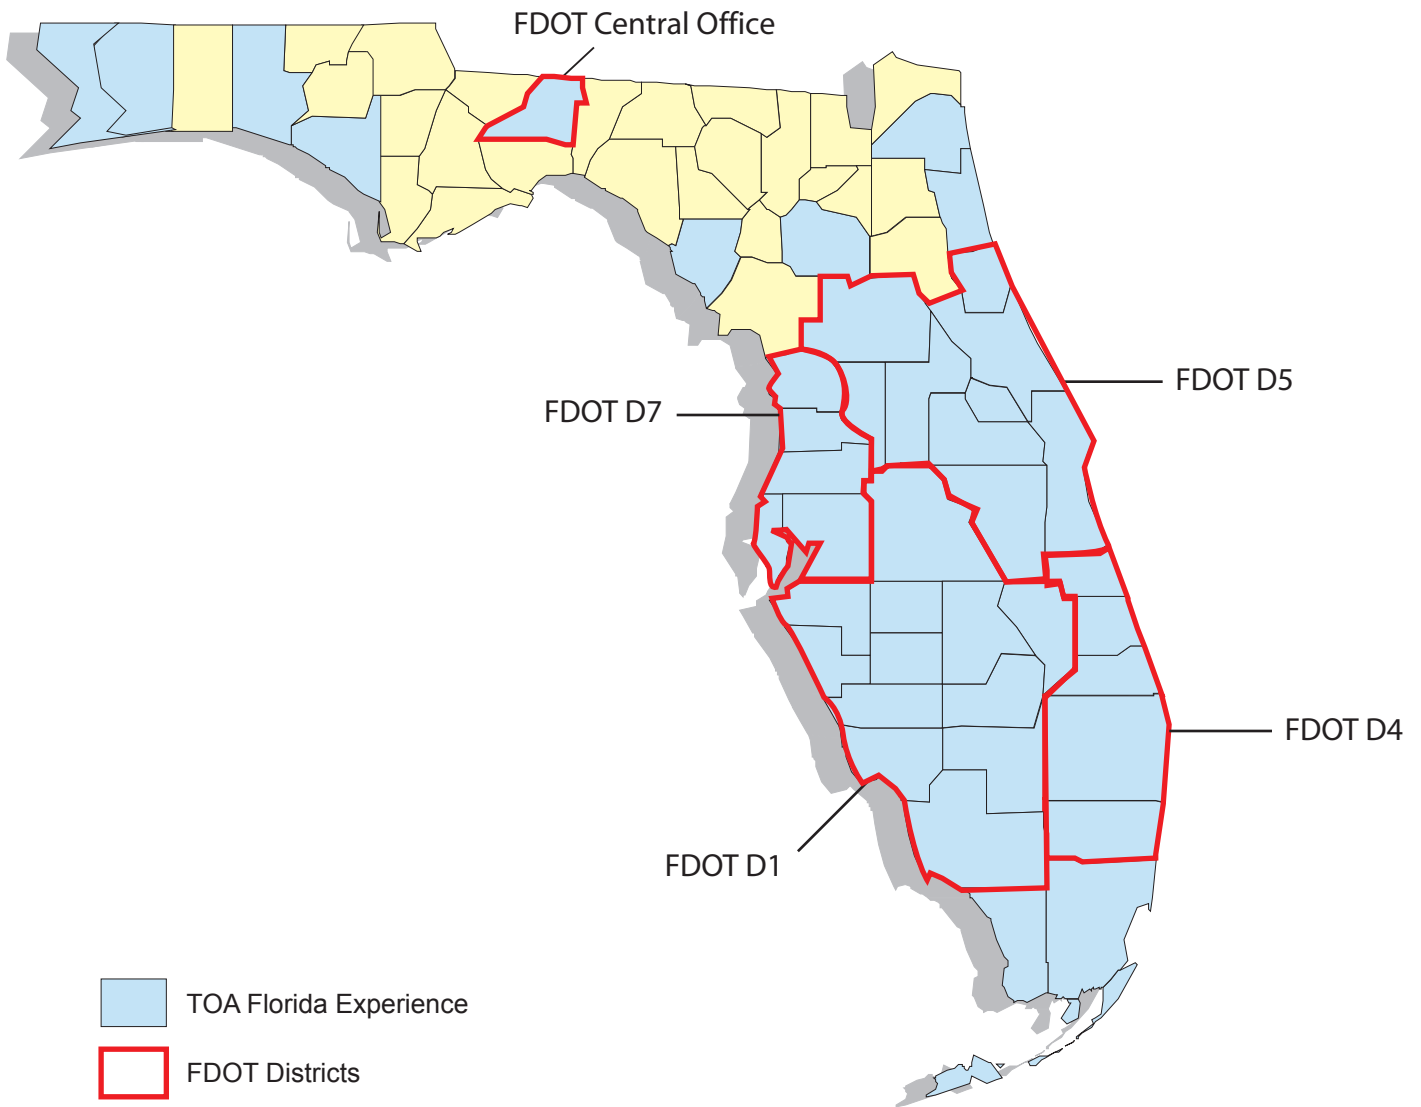 FDOT Central Office
FDOT D5
FDOT D7
FDOT D4
FDOT D1
TOA Florida Experience
FDOT Districts